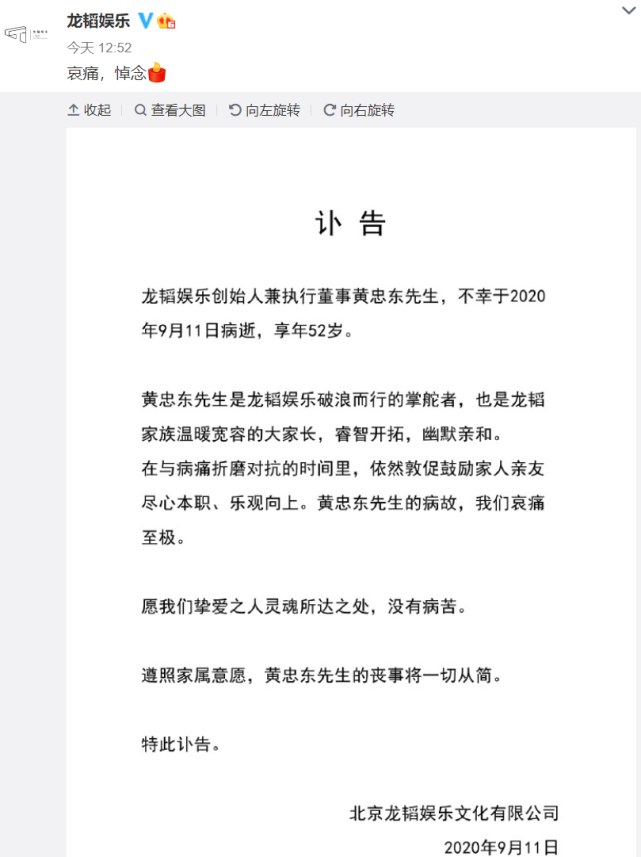 龙韬娱乐
今天 12:52
哀痛，悼念
收起 查看大图 向左旋转 向右旋转
讣 告
龙韬娱乐创始人兼执行董事黄忠东先生，不幸于2020
年9月11日病逝，享年52岁。
黄忠东先生是龙韬娱乐破浪而行的掌舵者，也是龙韬
家族温暖宽容的大家长，睿智开拓，幽默亲和。
在与病痛折磨对抗的时间里，依然敦促鼓励家人亲友
尽心本职、乐观向上。黄忠东先生的病故，我们哀痛
至极。
愿我们挚爱之人灵魂所达之处，没有病苦。
遵照家属意愿，黄忠东先生的丧事将一切从简。
特此讣告。
北京龙韬娱乐文化有限公司
2020年9月11日